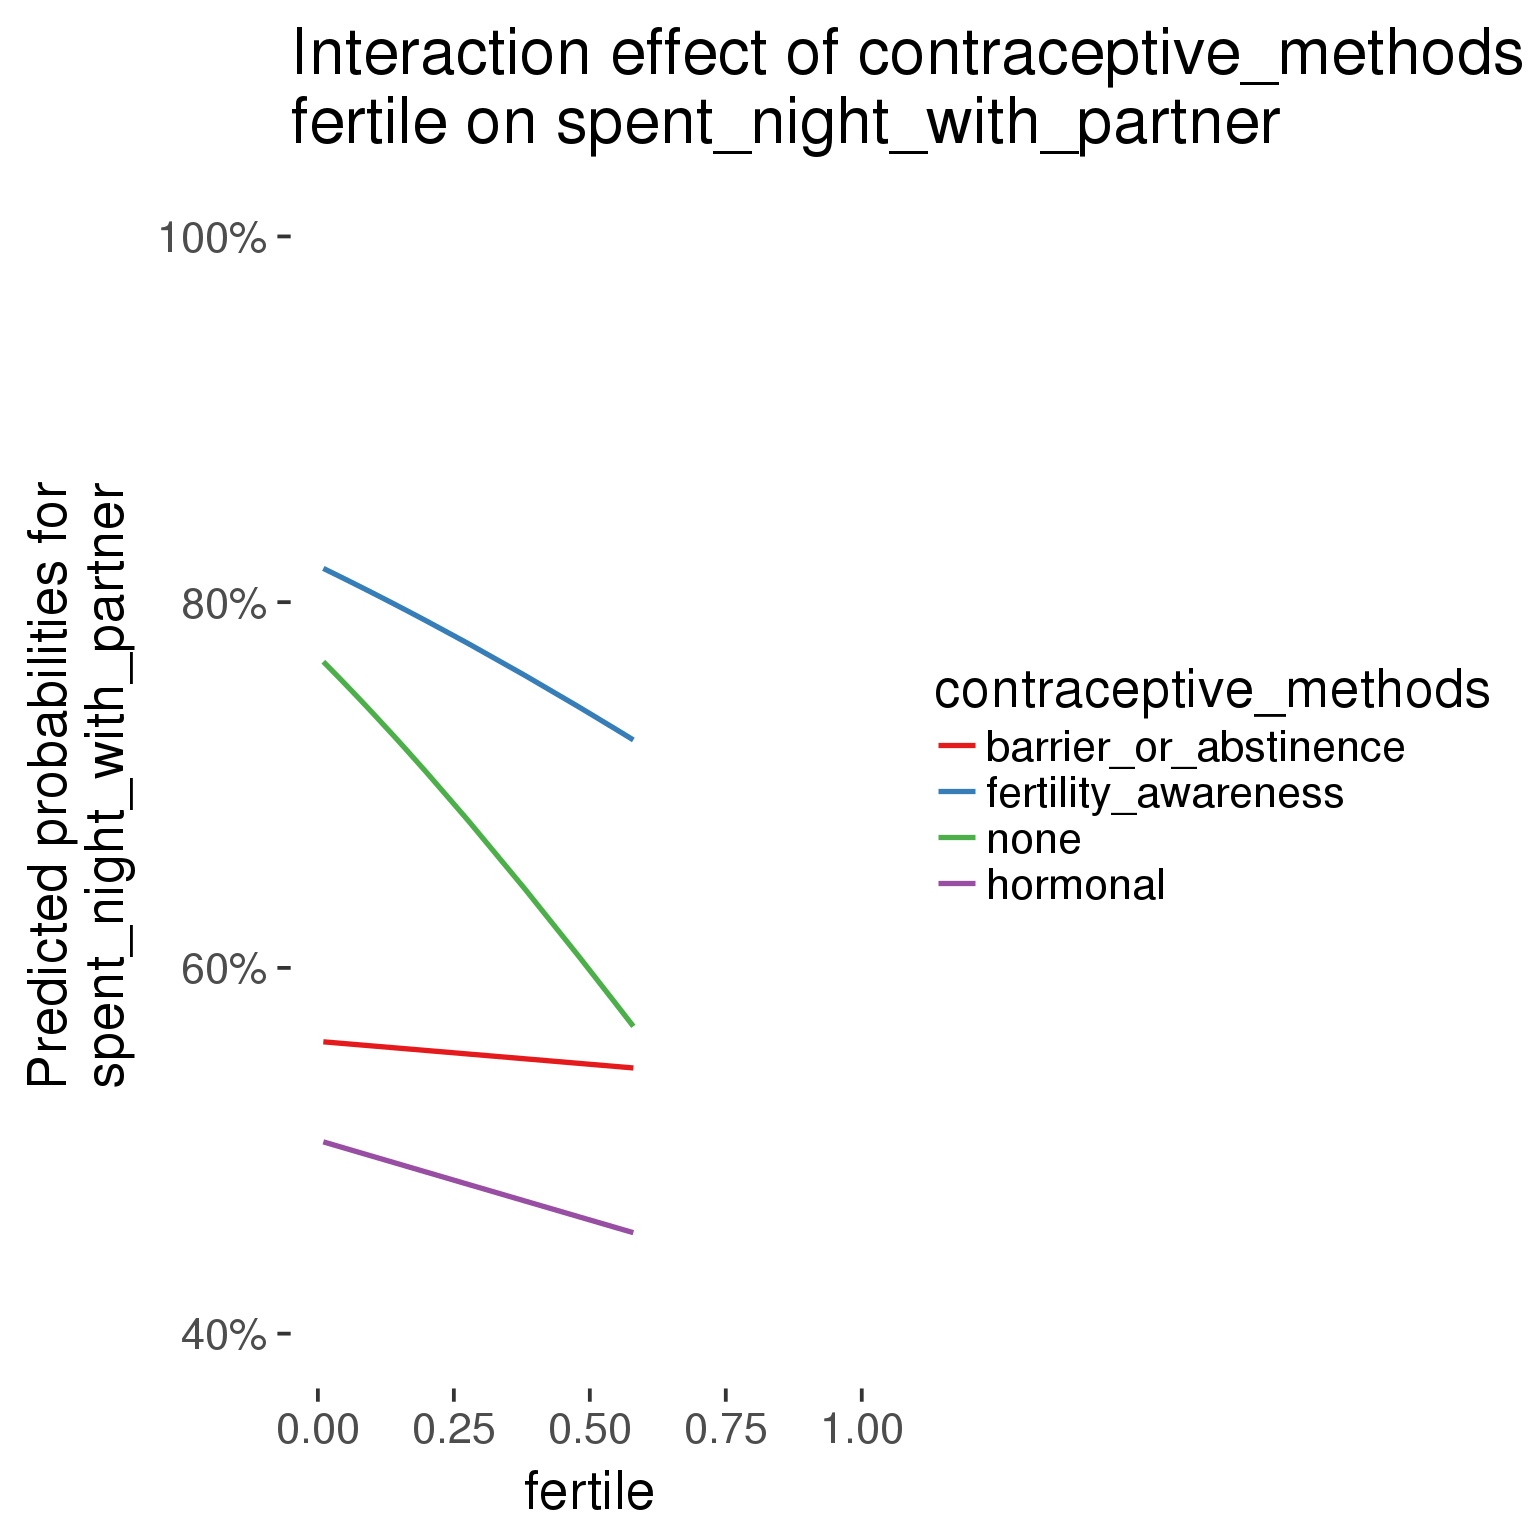 Interaction effect of contraceptive_methods
fertile on spent_night_with_partner
Predicted probabilities for
spent_night_with_partner
100%
80%
60%
40%
0.00 0.25 0.50 0.75 1.00
fertile
contraceptive_methods
barrier_or_abstinence
fertility_awareness
none
hormonal